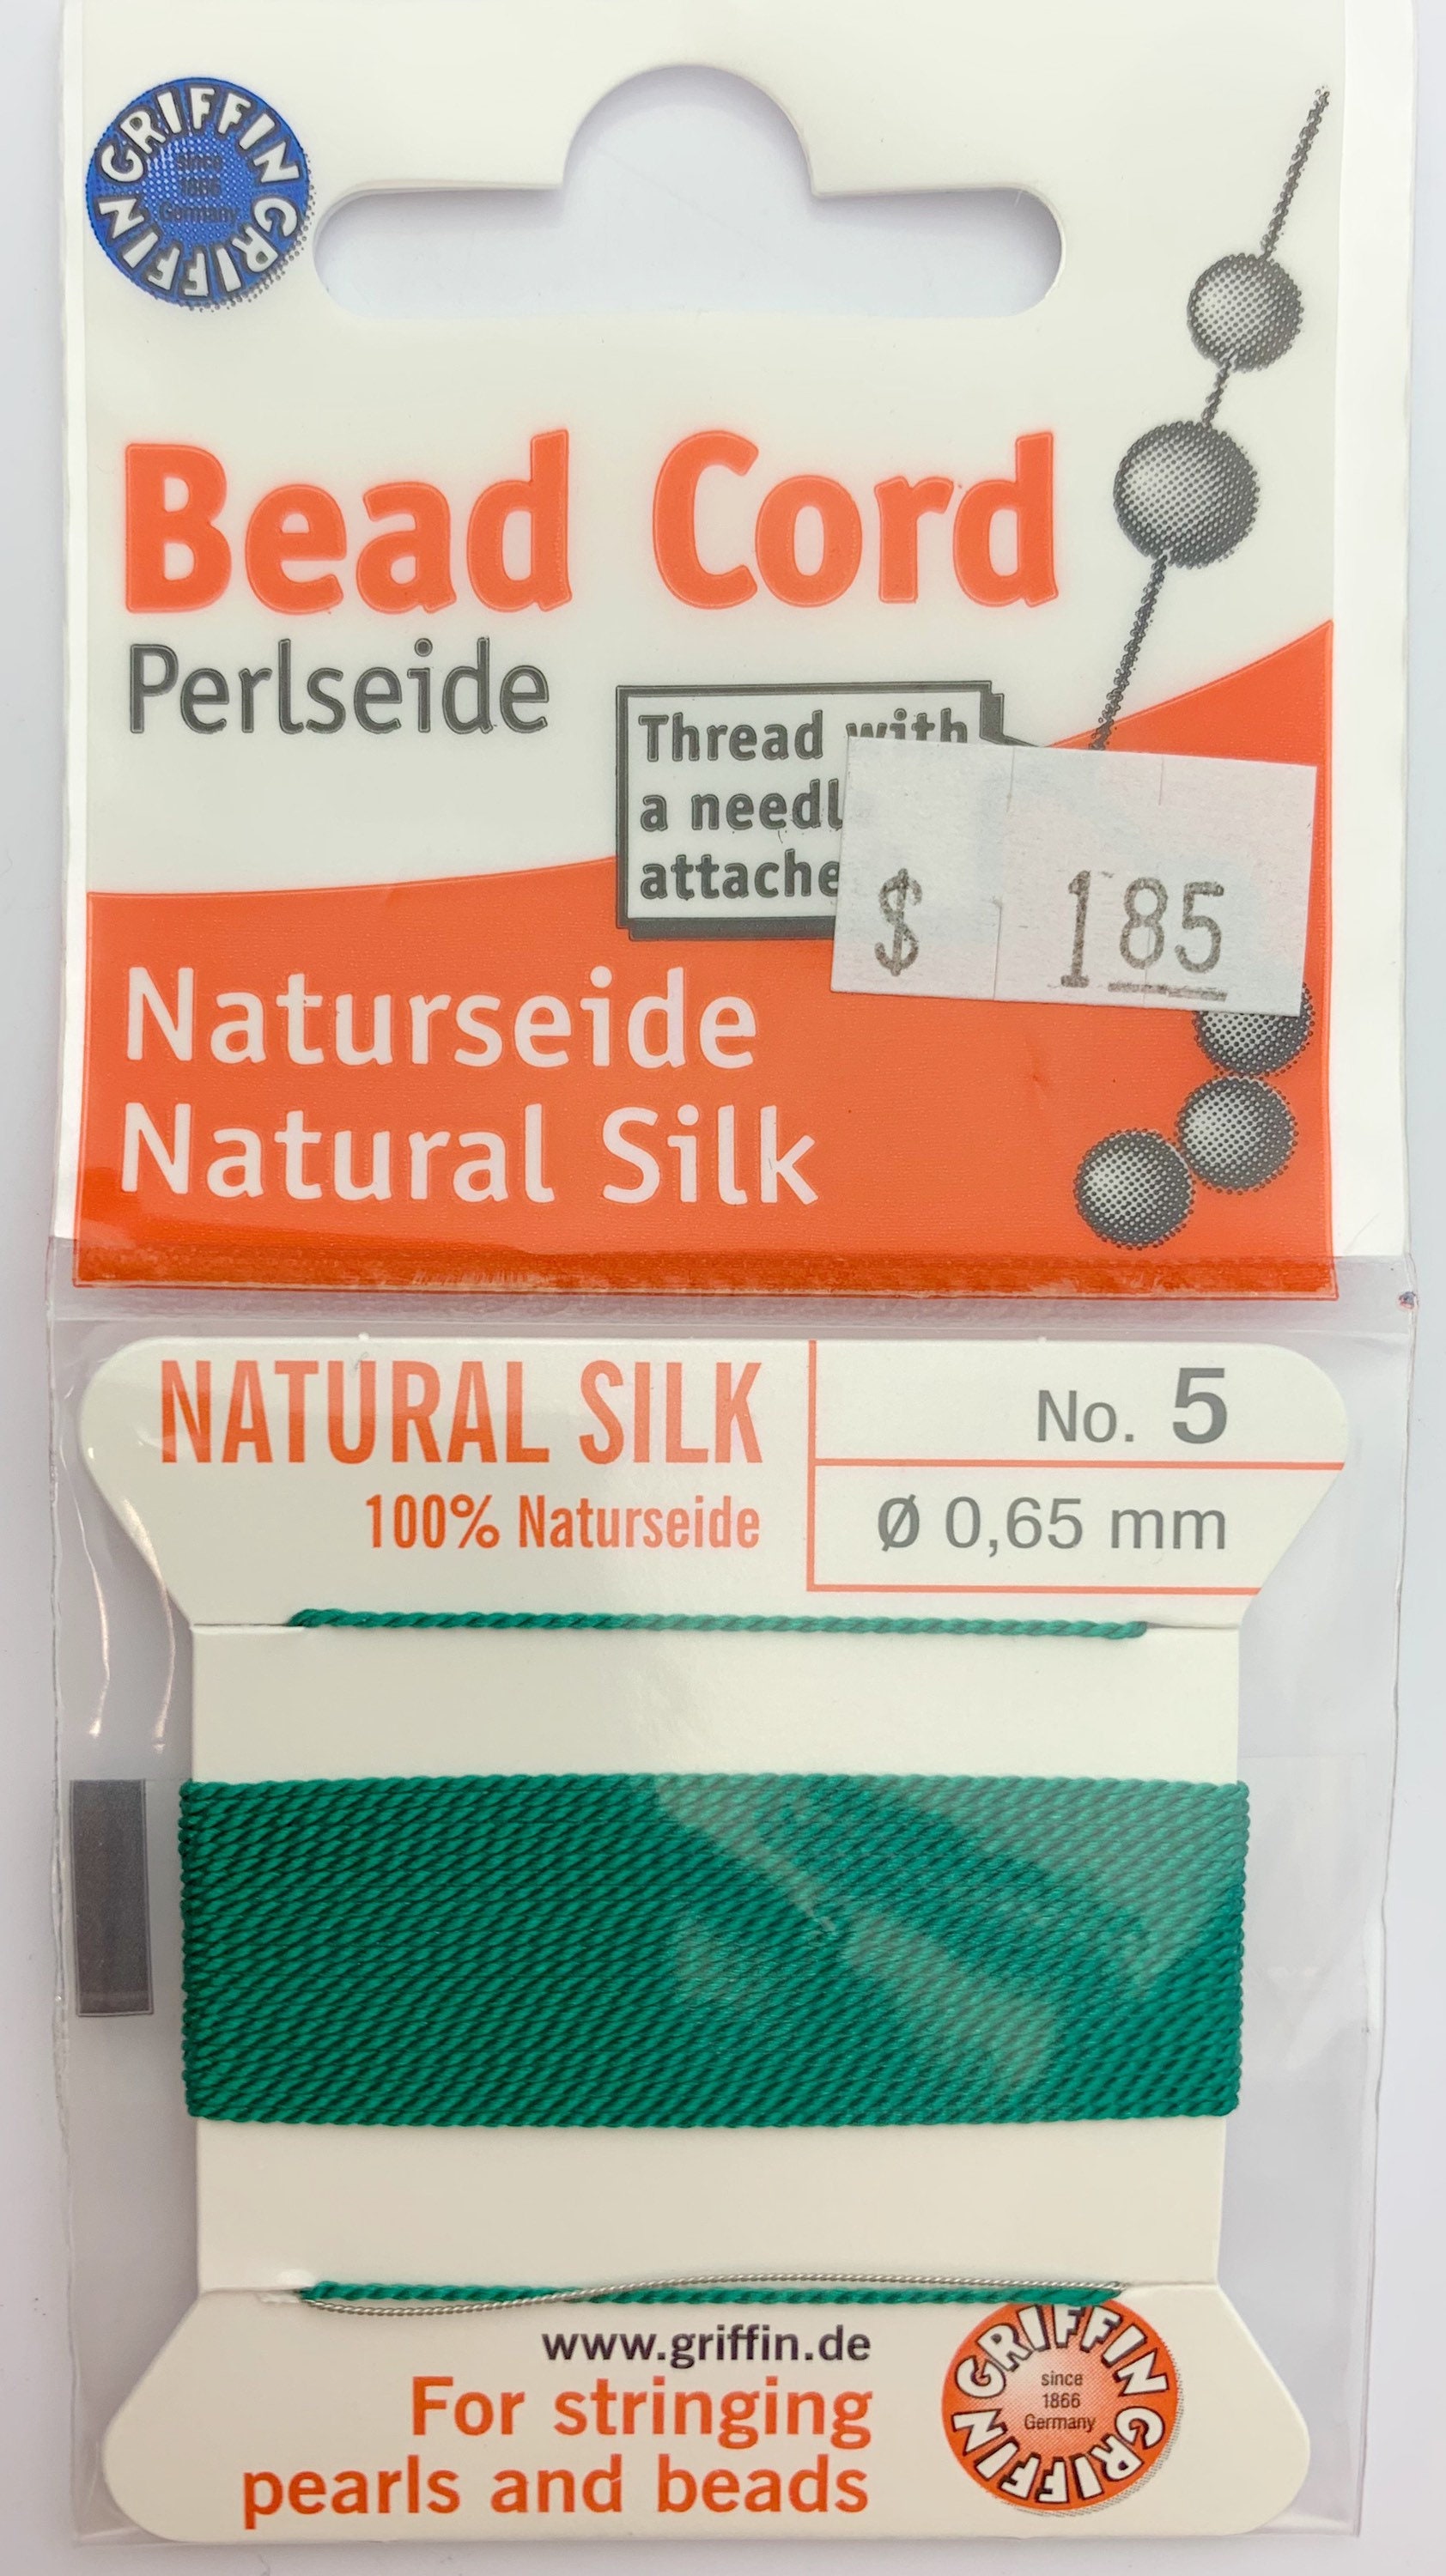 GRIFFIN GRIFFIN GRIFFIN
since
1866
Germany
Bead Cord
Perlseide
Thread with
a needl
attache
$ 185
Naturseide
Natural Silk
NATURAL SILK
100% Naturseide
No. 5
Ø 0,65 mm
www.griffin.de
For stringing
pearls and beads
GRIFFIN GRIFFIN GRIFFIN
since
1866
Germany